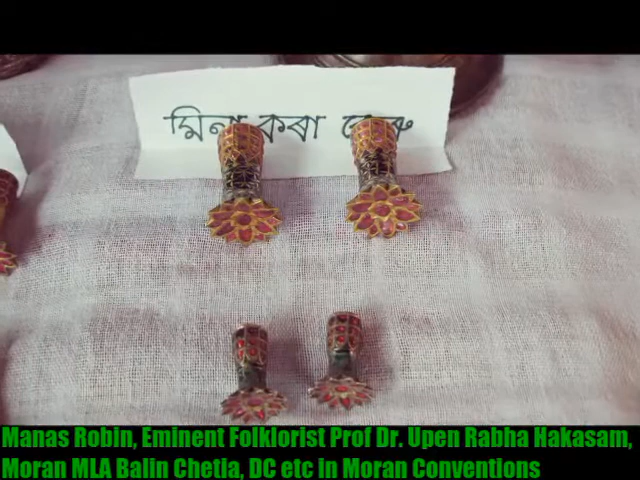 মিনা কৰা কেৰু
Manas Robin, Eminent Folklorist Prof Dr. Upen Rabha Hakasam,
Moran MLA Balin Chetia, DC etc In Moran Conventions